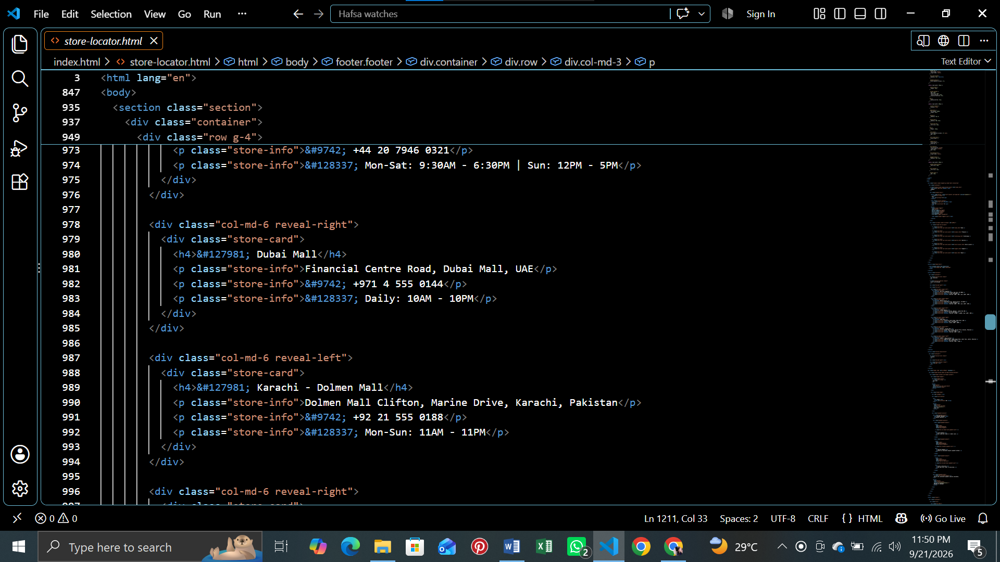 File Edit Selection View Go Run ··· Hafsa watches Sign In
store-locator.html
index.html > store-locator.html > html > body > footer.footer > div.container > div.row > div.col-md-3 > p Text Editor
3 <html lang="en">
847 <body>
935 <section class="section">
937 <div class="container">
949 <div class="row g-4">
973 <p class="store-info">&#9742; +44 20 7946 0321</p>
974 <p class="store-info">&#128337; Mon-Sat: 9:30AM - 6:30PM | Sun: 12PM - 5PM</p>
975 </div>
976 </div>
977
978 <div class="col-md-6 reveal-right">
979 <div class="store-card">
980 <h4>&#127981; Dubai Mall</h4>
981 <p class="store-info">Financial Centre Road, Dubai Mall, UAE</p>
982 <p class="store-info">&#9742; +971 4 555 0144</p>
983 <p class="store-info">&#128337; Daily: 10AM - 10PM</p>
984 </div>
985 </div>
986
987 <div class="col-md-6 reveal-left">
988 <div class="store-card">
989 <h4>&#127981; Karachi - Dolmen Mall</h4>
990 <p class="store-info">Dolmen Mall Clifton, Marine Drive, Karachi, Pakistan</p>
991 <p class="store-info">&#9742; +92 21 555 0188</p>
992 <p class="store-info">&#128337; Mon-Sun: 11AM - 11PM</p>
993 </div>
994 </div>
995
996 <div class="col-md-6 reveal-right">
0 0 Ln 1211, Col 33 Spaces: 2 UTF-8 CRLF {} HTML Go Live
Type here to search 2 29°C 11:50 PM
9/21/2026 5